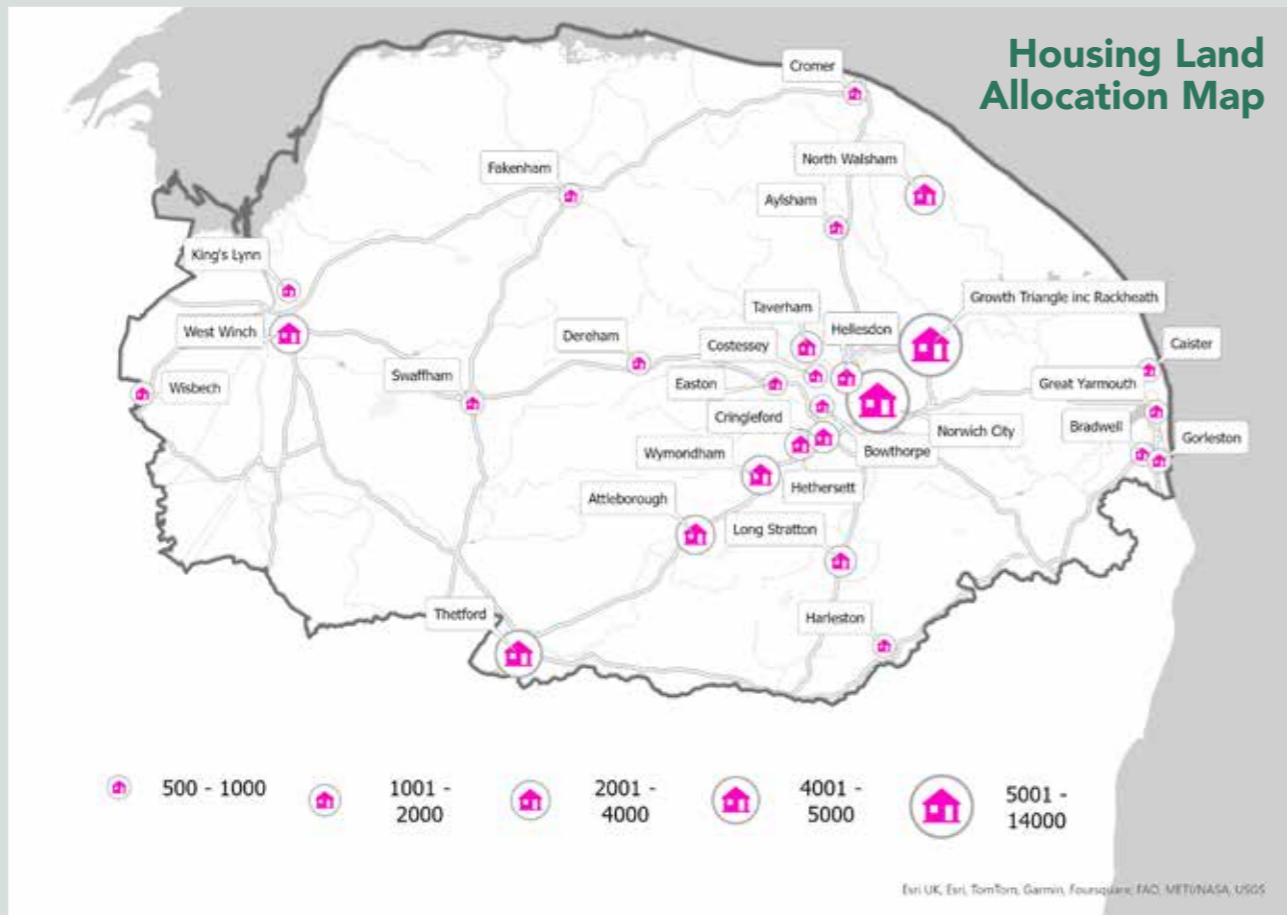 Housing Land
Allocation Map
Cromer
North Walsham
Fakenham
Aylsham
King's Lynn
Growth Triangle inc Rackheath
Taverham
West Winch
Hellesdon
Dereham
Costessey
Caister
Swaffham
Easton
Great Yarmouth
Wisbech
Cringleford
Bradwell
Norwich City
Gorleston
Wymondham
Bowthorpe
Hethersett
Attleborough
Long Stratton
Thetford
Harleston
500 - 1000
1001 -
2000
2001 -
4000
4001 -
5000
5001 -
14000
Esri UK, Esri, TomTom, Garmin, Foursquare, FAO, METI/NASA, USGS